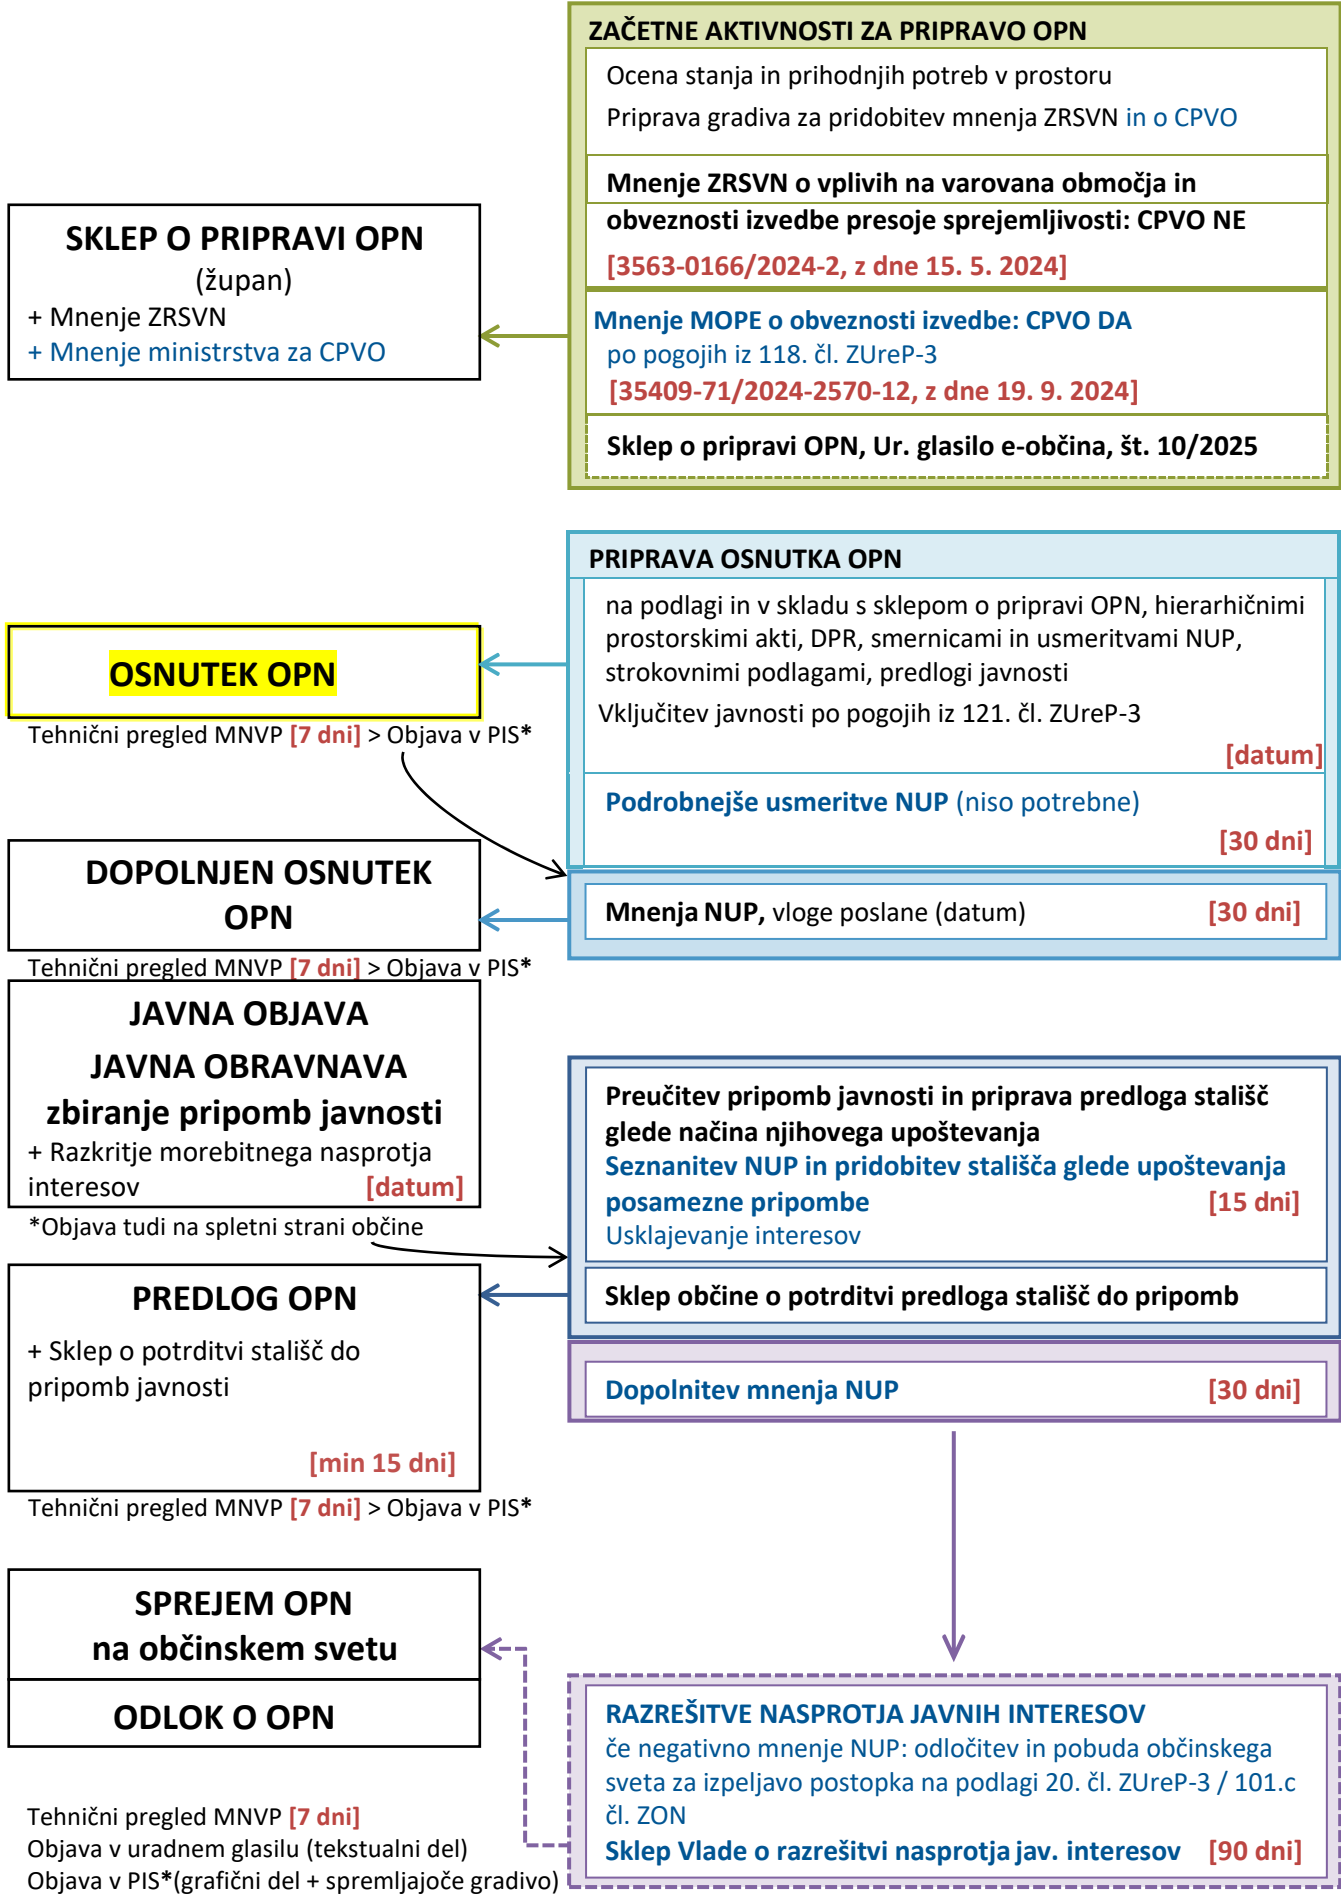 ZAČETNE AKTIVNOSTI ZA PRIPRAVO OPN
Ocena stanja in prihodnjih potreb v prostoru
Priprava gradiva za pridobitev mnenja ZRSVN in o CPVO
Mnenje ZRSVN o vplivih na varovana območja in
obveznosti izvedbe presoje sprejemljivosti: CPVO NE
[3563-0166/2024-2, z dne 15. 5. 2024]
Mnenje MOPE o obveznosti izvedbe: CPVO DA
po pogojih iz 118. čl. ZUreP-3
[35409-71/2024-2570-12, z dne 19. 9. 2024]
Sklep o pripravi OPN, Ur. glasilo e-občina, št. 10/2025
SKLEP O PRIPRAVI OPN
(župan)
+ Mnenje ZRSVN
+ Mnenje ministrstva za CPVO
PRIPRAVA OSNUTKA OPN
na podlagi in v skladu s sklepom o pripravi OPN, hierarhičnimi
prostorskimi akti, DPR, smernicami in usmeritvami NUP,
strokovnimi podlagami, predlogi javnosti
Vključitev javnosti po pogojih iz 121. čl. ZUreP-3
[datum]
Podrobnejše usmeritve NUP (niso potrebne)
[30 dni]
OSNUTEK OPN
Tehnični pregled MNVP [7 dni] > Objava v PIS*
DOPOLNJEN OSNUTEK
OPN
Mnenja NUP, vloge poslane (datum) [30 dni]
Tehnični pregled MNVP [7 dni] > Objava v PIS*
JAVNA OBJAVA
JAVNA OBRAVNAVA
zbiranje pripomb javnosti
+ Razkritje morebitnega nasprotja
interesov [datum]
*Objava tudi na spletni strani občine
Preučitev pripomb javnosti in priprava predloga stališč
glede načina njihovega upoštevanja
Seznanitev NUP in pridobitev stališča glede upoštevanja
posamezne pripombe [15 dni]
Usklajevanje interesov
Sklep občine o potrditvi predloga stališč do pripomb
PREDLOG OPN
+ Sklep o potrditvi stališč do
pripomb javnosti
[min 15 dni]
Tehnični pregled MNVP [7 dni] > Objava v PIS*
Dopolnitev mnenja NUP [30 dni]
SPREJEM OPN
na občinskem svetu
ODLOK O OPN
Tehnični pregled MNVP [7 dni]
Objava v uradnem glasilu (tekstualni del)
Objava v PIS*(grafični del + spremljajoče gradivo)
RAZREŠITVE NASPROTJA JAVNIH INTERESOV
če negativno mnenje NUP: odločitev in pobuda občinskega
sveta za izpeljavo postopka na podlagi 20. čl. ZUreP-3 / 101.c
čl. ZON
Sklep Vlade o razrešitvi nasprotja jav. interesov [90 dni]